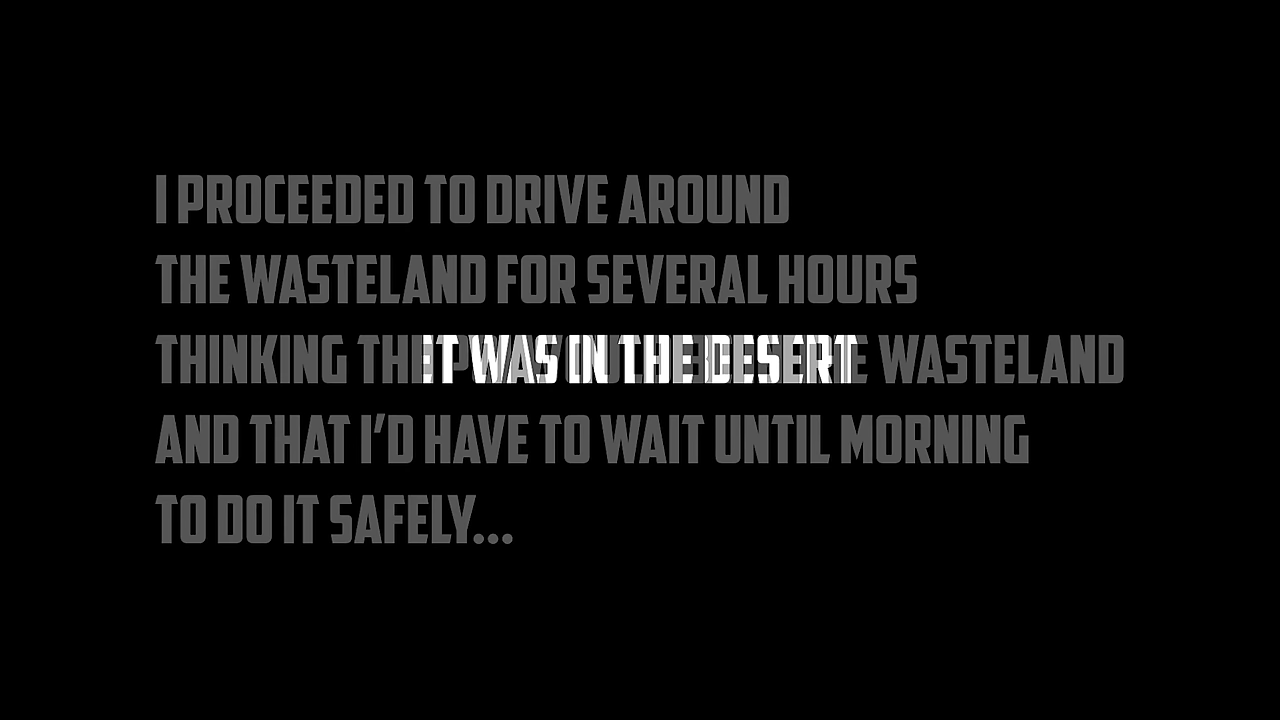 I PROCEEDED TO DRIVE AROUND
THE WASTELAND FOR SEVERAL HOURS
THINKING THE WASTELAND
IT WAS IN THE DESERT
AND THAT I'D HAVE TO WAIT UNTIL MORNING
TO DO IT SAFELY...